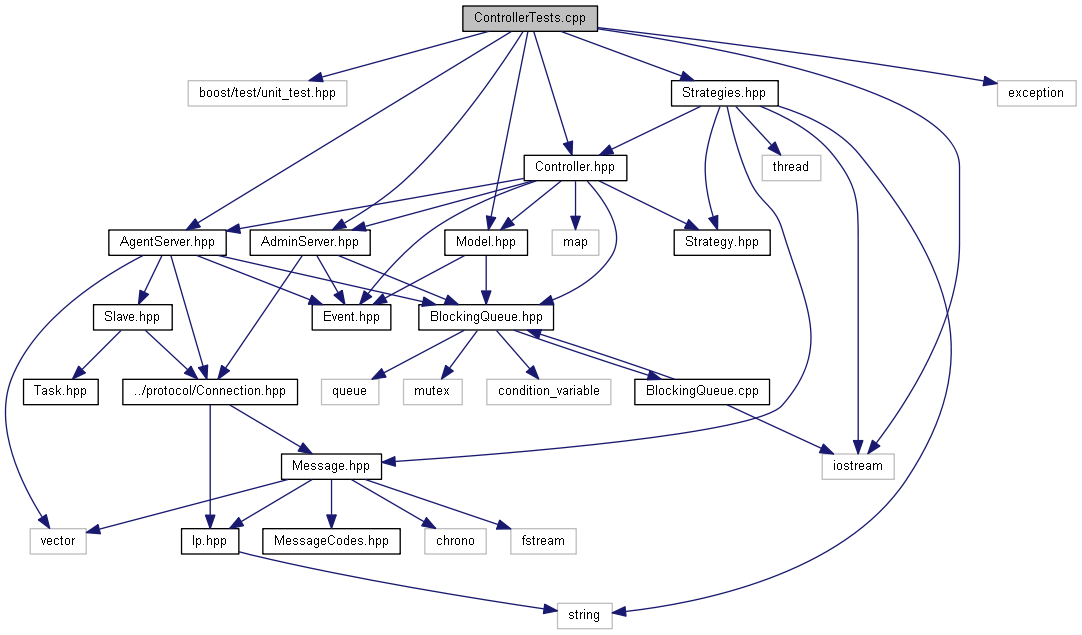 ControllerTests.cpp
boost/test/unit_test.hpp
Strategies.hpp
exception
Controller.hpp
thread
AgentServer.hpp
AdminServer.hpp
Model.hpp
map
Strategy.hpp
Slave.hpp
Event.hpp
BlockingQueue.hpp
Task.hpp
../protocol/Connection.hpp
queue
mutex
condition_variable
BlockingQueue.cpp
Message.hpp
iostream
vector
Ip.hpp
MessageCodes.hpp
chrono
fstream
string